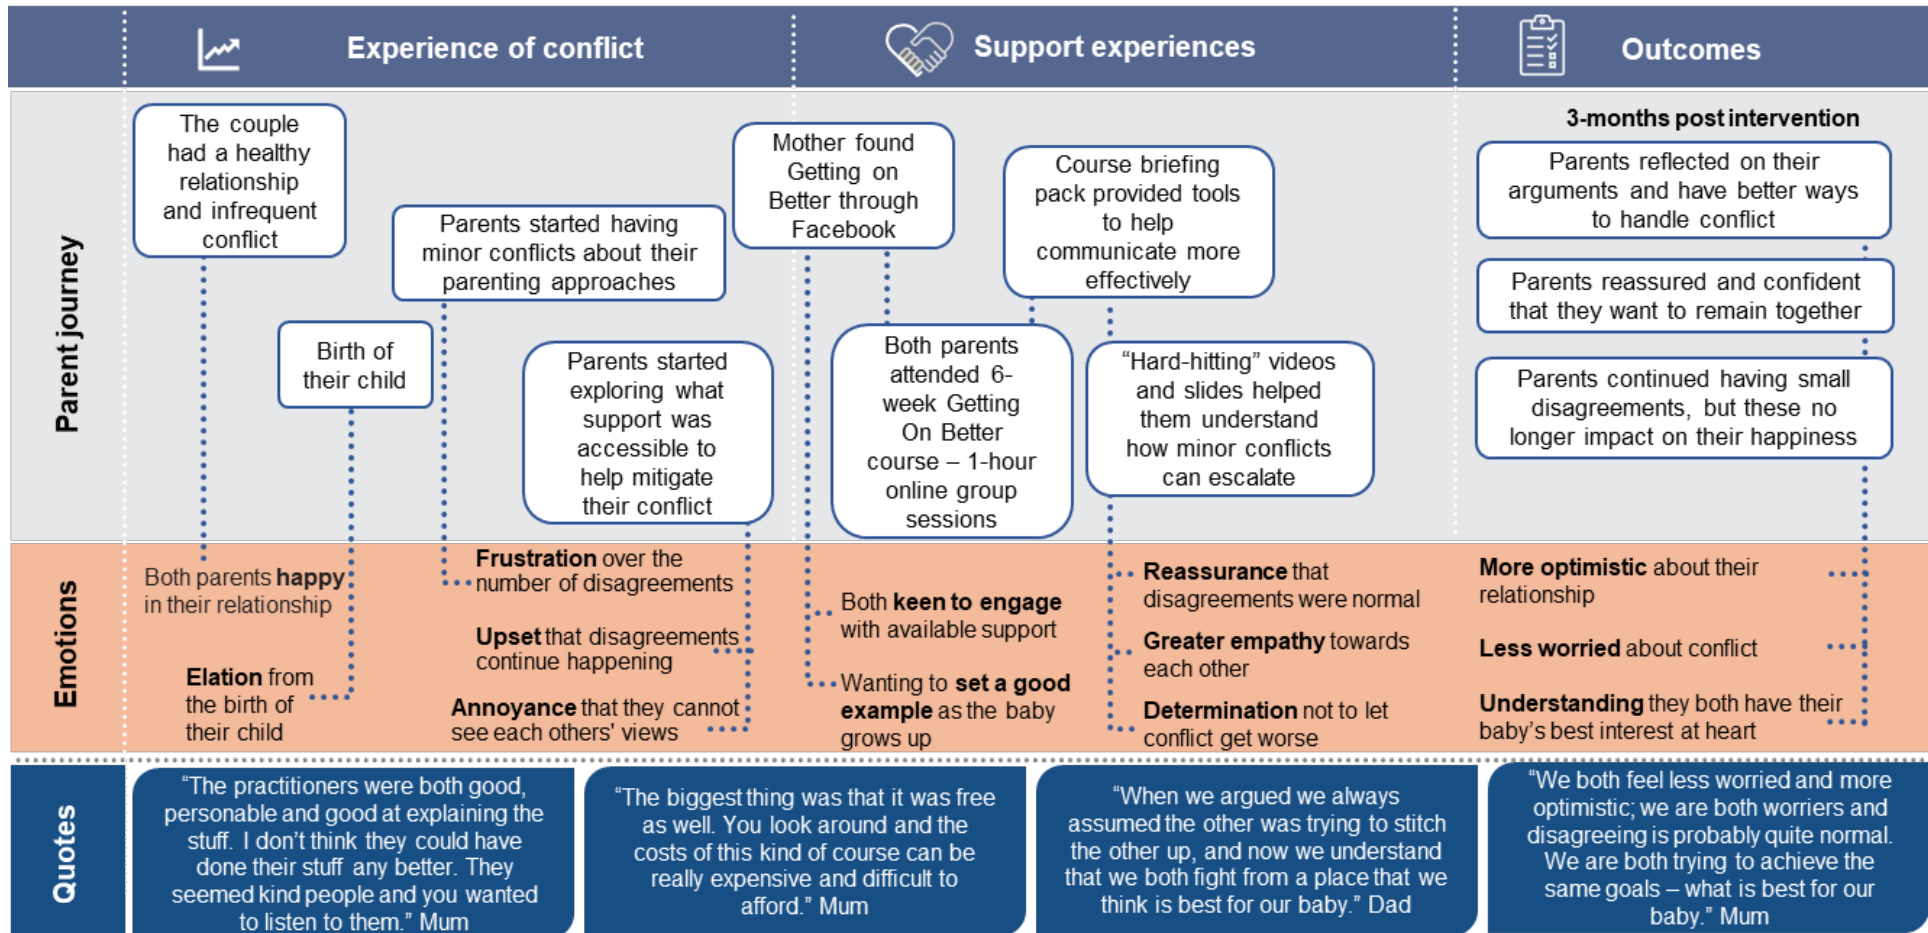 Experience of conflict
Support experiences
Outcomes
Parent journey
The couple
had a healthy
relationship
and infrequent
conflict
Birth of
their child
Parents started having
minor conflicts about their
parenting approaches
Parents started
exploring what
support was
accessible to
help mitigate
their conflict
Mother found
Getting on
Better through
Facebook
Both parents
attended 6-
week Getting
On Better
course – 1-hour
online group
sessions
Course briefing
pack provided tools
to help
communicate more
effectively
“Hard-hitting” videos
and slides helped
them understand
how minor conflicts
can escalate
3-months post intervention
Parents reflected on their
arguments and have better ways
to handle conflict
Parents reassured and confident
that they want to remain together
Parents continued having small
disagreements, but these no
longer impact on their happiness
Emotions
Both parents happy
in their relationship
Elation from
the birth of
their child
Frustration over the
number of disagreements
Upset that disagreements
continue happening
Annoyance that they cannot
see each others' views
Both keen to engage
with available support
Wanting to set a good
example as the baby
grows up
Reassurance that
disagreements were normal
Greater empathy towards
each other
Determination not to let
conflict get worse
More optimistic about their
relationship
Less worried about conflict
Understanding they both have their
baby’s best interest at heart
Quotes
“The practitioners were both good,
personable and good at explaining the
stuff. I don’t think they could have
done their stuff any better. They
seemed kind people and you wanted
to listen to them.” Mum
“The biggest thing was that it was free
as well. You look around and the
costs of this kind of course can be
really expensive and difficult to
afford.” Mum
“When we argued we always
assumed the other was trying to stitch
the other up, and now we understand
that we both fight from a place that we
think is best for our baby.” Dad
“We both feel less worried and more
optimistic; we are both worriers and
disagreeing is probably quite normal.
We are both trying to achieve the
same goals – what is best for our
baby.” Mum